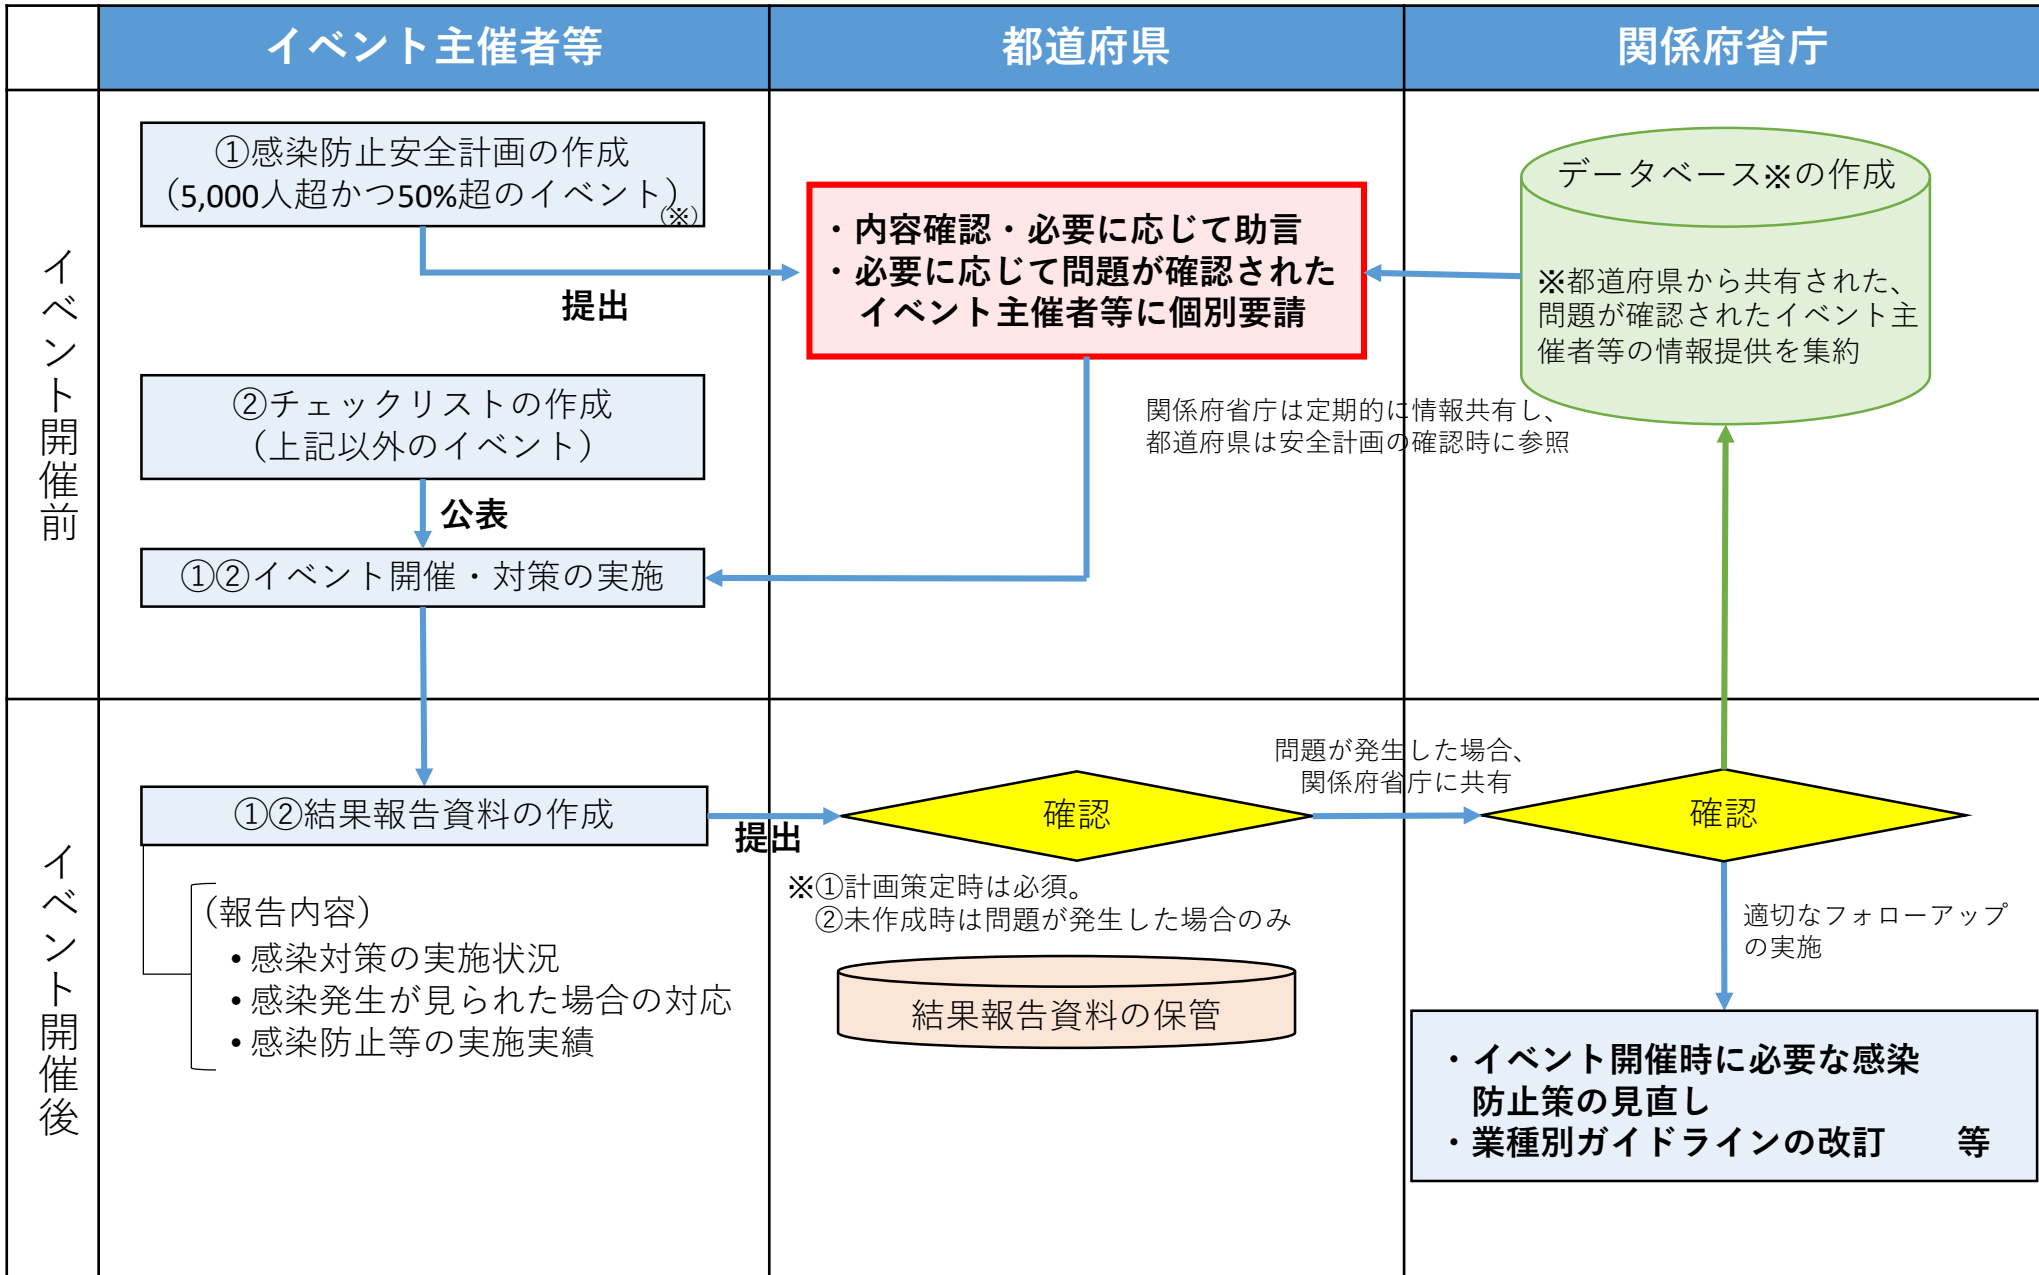 イベント主催者等
都道府県
関係府省庁
イベント開催前
①感染防止安全計画の作成
（5,000人超かつ50%超のイベント）
(※)
提出
②チェックリストの作成
（上記以外のイベント）
公表
①②イベント開催・対策の実施
・内容確認・必要に応じて助言
・必要に応じて問題が確認された
イベント主催者等に個別要請
データベース※の作成
※都道府県から共有された、
問題が確認されたイベント主
催者等の情報提供を集約
関係府省庁は定期的に情報共有し、
都道府県は安全計画の確認時に参照
イベント開催後
①②結果報告資料の作成
提出
（報告内容）
• 感染対策の実施状況
• 感染発生が見られた場合の対応
• 感染防止等の実施実績
確認
※①計画策定時は必須。
②未作成時は問題が発生した場合のみ
結果報告資料の保管
問題が発生した場合、
関係府省庁に共有
確認
適切なフォローアップ
の実施
・イベント開催時に必要な感染
防止策の見直し
・業種別ガイドラインの改訂　　等